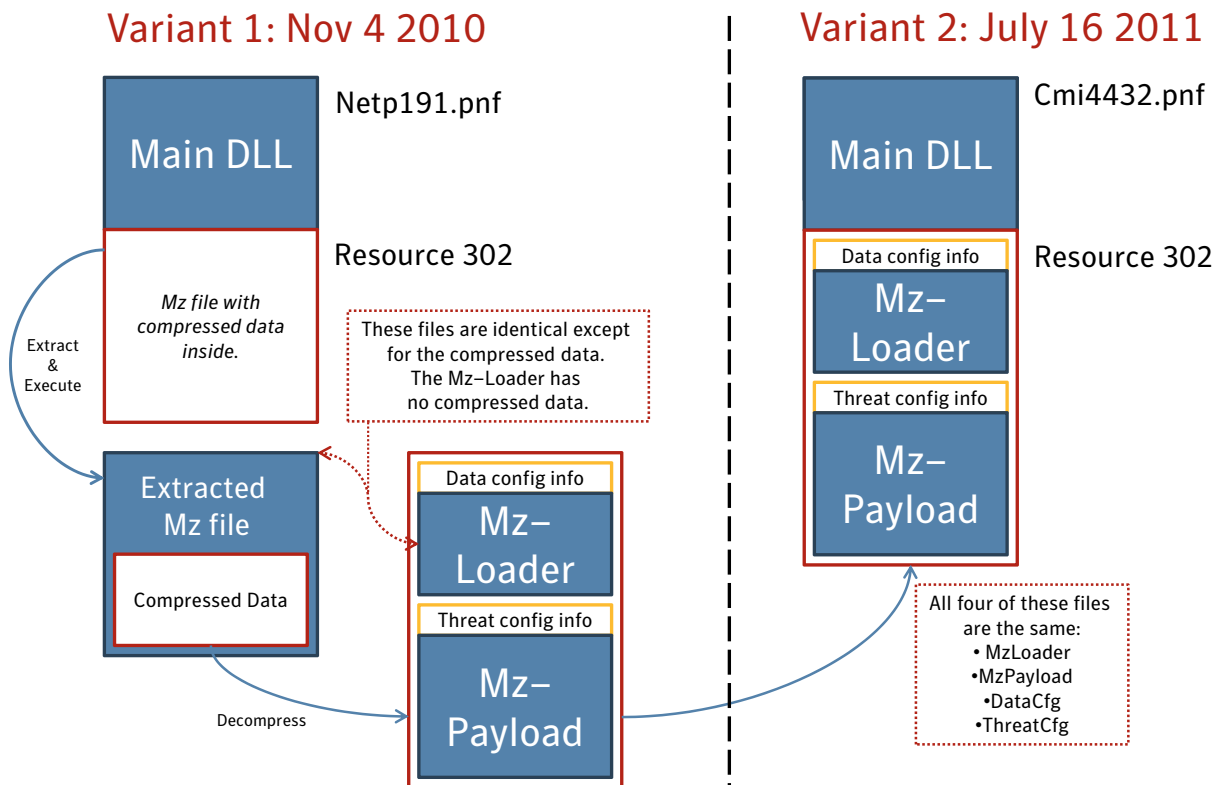 Variant 1: Nov 4 2010
Main DLL
Netp191.pnf
Resource 302
Mz file with
compressed data
inside.
Extract
&
Execute
These files are identical except
for the compressed data.
The Mz–Loader has
no compressed data.
Extracted
Mz file
Compressed Data
Decompress
Data config info
Mz–
Loader
Threat config info
Mz–
Payload
Variant 2: July 16 2011
Main DLL
Cmi4432.pnf
Resource 302
Data config info
Mz–
Loader
Threat config info
Mz–
Payload
All four of these files
are the same:
• MzLoader
•MzPayload
•DataCfg
•ThreatCfg